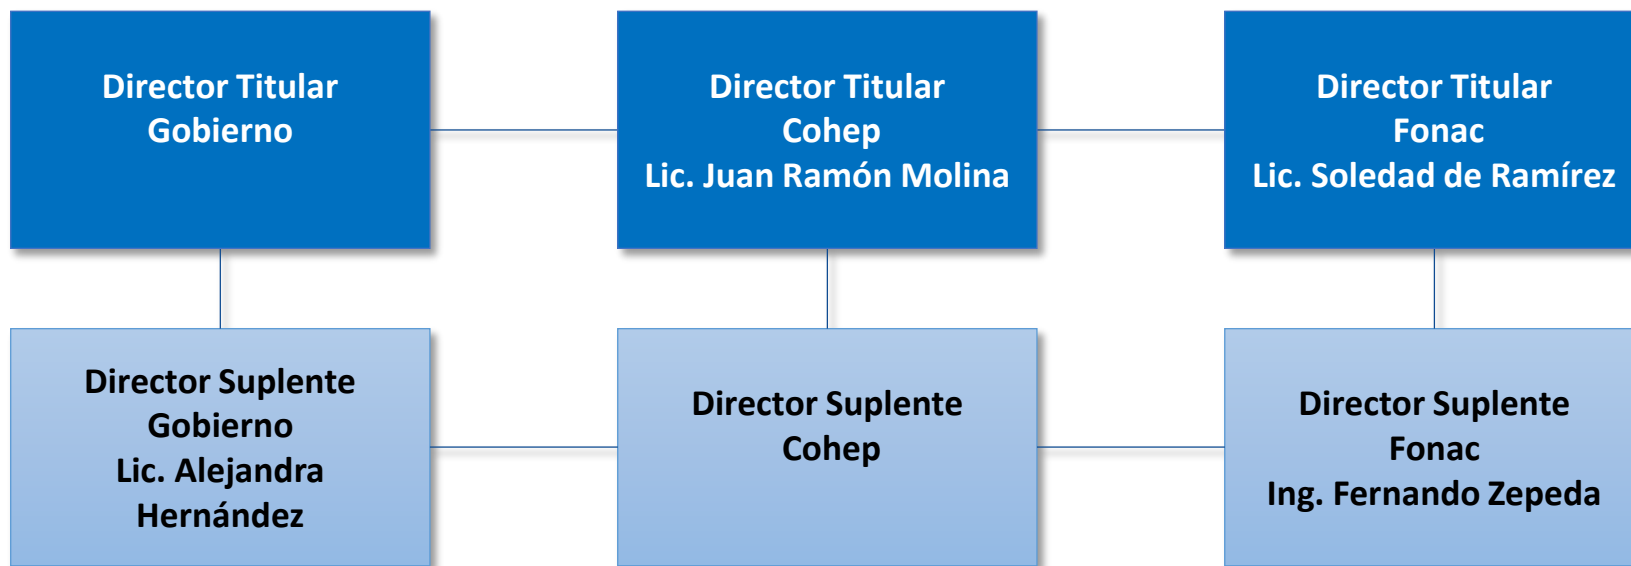 Director Titular
Gobierno
Director Titular
Cohep
Lic. Juan Ramón Molina
Director Titular
Fonac
Lic. Soledad de Ramírez
Director Suplente
Gobierno
Lic. Alejandra
Hernández
Director Suplente
Cohep
Director Suplente
Fonac
Ing. Fernando Zepeda